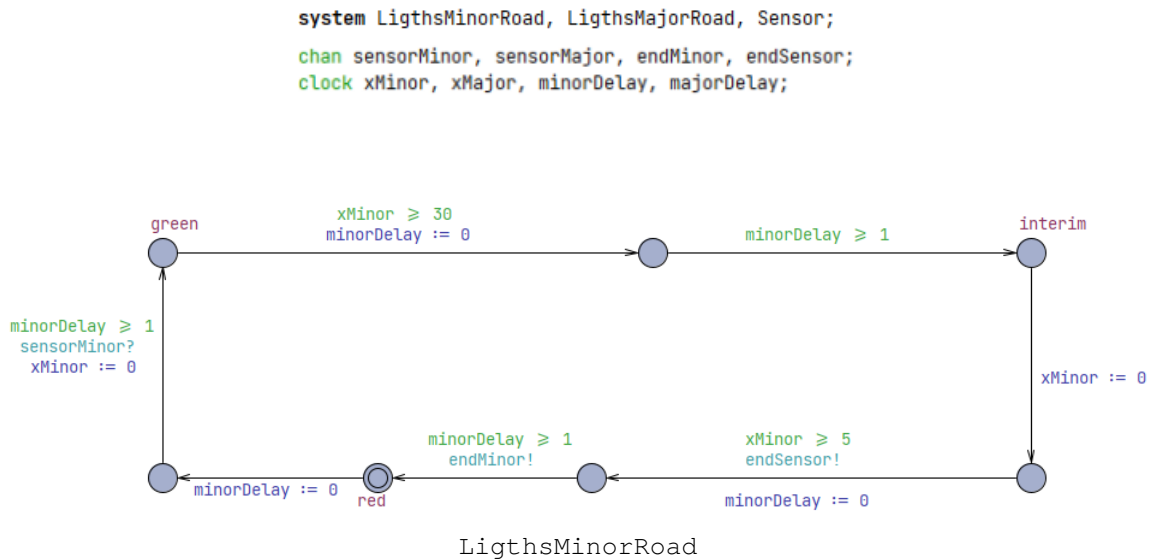 system LigthsMinorRoad, LigthsMajorRoad, Sensor;
chan sensorMinor, sensorMajor, endMinor, endSensor;
clock xMinor, xMajor, minorDelay, majorDelay;
green
xMinor ⩾ 30
minorDelay := 0
minorDelay ⩾ 1
interim
minorDelay ⩾ 1
sensorMinor?
xMinor := 0
xMinor := 0
minorDelay ⩾ 1
endMinor!
xMinor ⩾ 5
endSensor!
minorDelay := 0
red
minorDelay := 0
LigthsMinorRoad